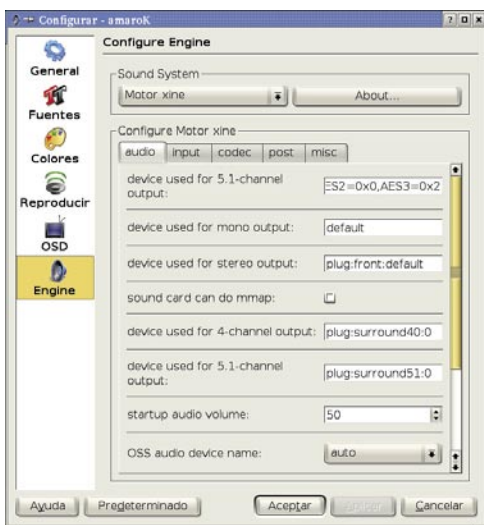 Configurar - amaroK
General
Fuentes
Colores
Reproducir
OSD
Engine
Configure Engine
Sound System
Motor xine
About...
Configure Motor xine
audio
input
codec
post
misc
device used for 5.1-channel
output:
ES2=0x0,AES3=0x2
device used for mono output:
default
device used for stereo output:
plug:front:default
sound card can do mmap:
device used for 4-channel output:
plug:surround40:0
device used for 5.1-channel
output:
plug:surround51:0
startup audio volume:
50
OSS audio device name:
auto
Ayuda
Predeterminado
Aceptar
Cancelar